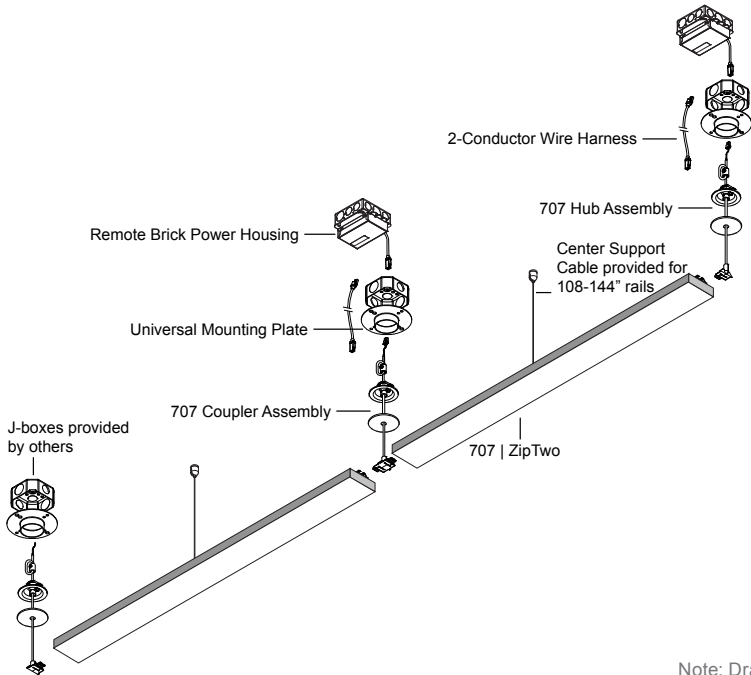 2-Conductor Wire Harness
707 Hub Assembly
Remote Brick Power Housing
Center Support
Cable provided for
108-144” rails
Universal Mounting Plate
707 Coupler Assembly
707 | ZipTwo
J-boxes provided
by others
Note: Dra